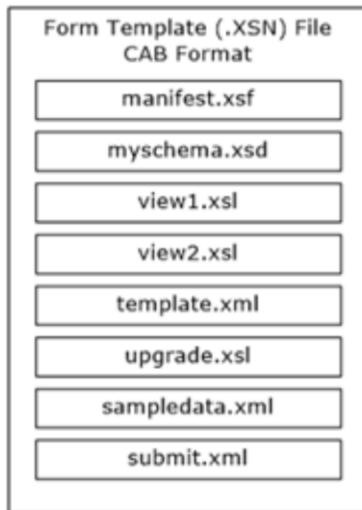 Form Template (.XSN) File
CAB Format
manifest.xsf
myschema.xsd
view1.xsl
view2.xsl
template.xml
upgrade.xsl
sampledata.xml
submit.xml